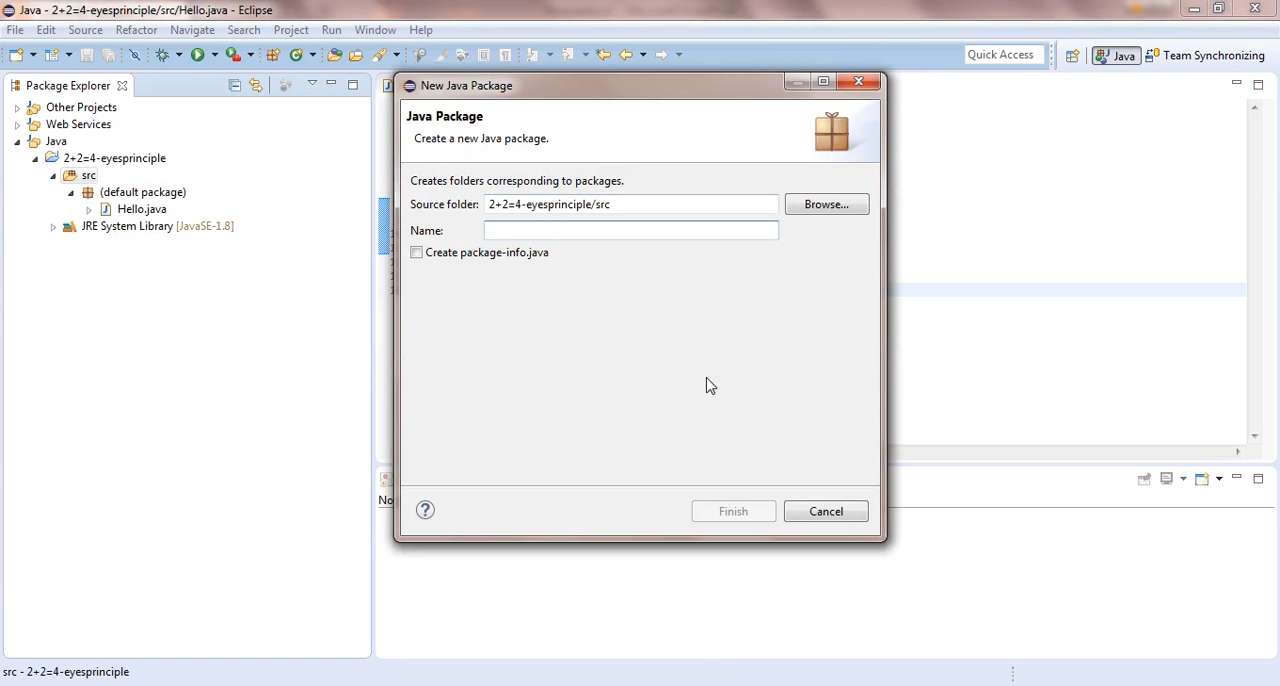 Java - 2+2=4-eyesprinciple/src/Hello.java - Eclipse
File Edit Source Refactor Navigate Search Project Run Window Help
Quick Access
Java
Team Synchronizing
Package Explorer
Other Projects
Web Services
Java
2+2=4-eyesprinciple
src
(default package)
Hello.java
JRE System Library [JavaSE-1.8]
New Java Package
Java Package
Create a new Java package.
Creates folders corresponding to packages.
Source folder: 2+2=4-eyesprinciple/src Browse...
Name:
Create package-info.java
Finish Cancel
No
src - 2+2=4-eyesprinciple